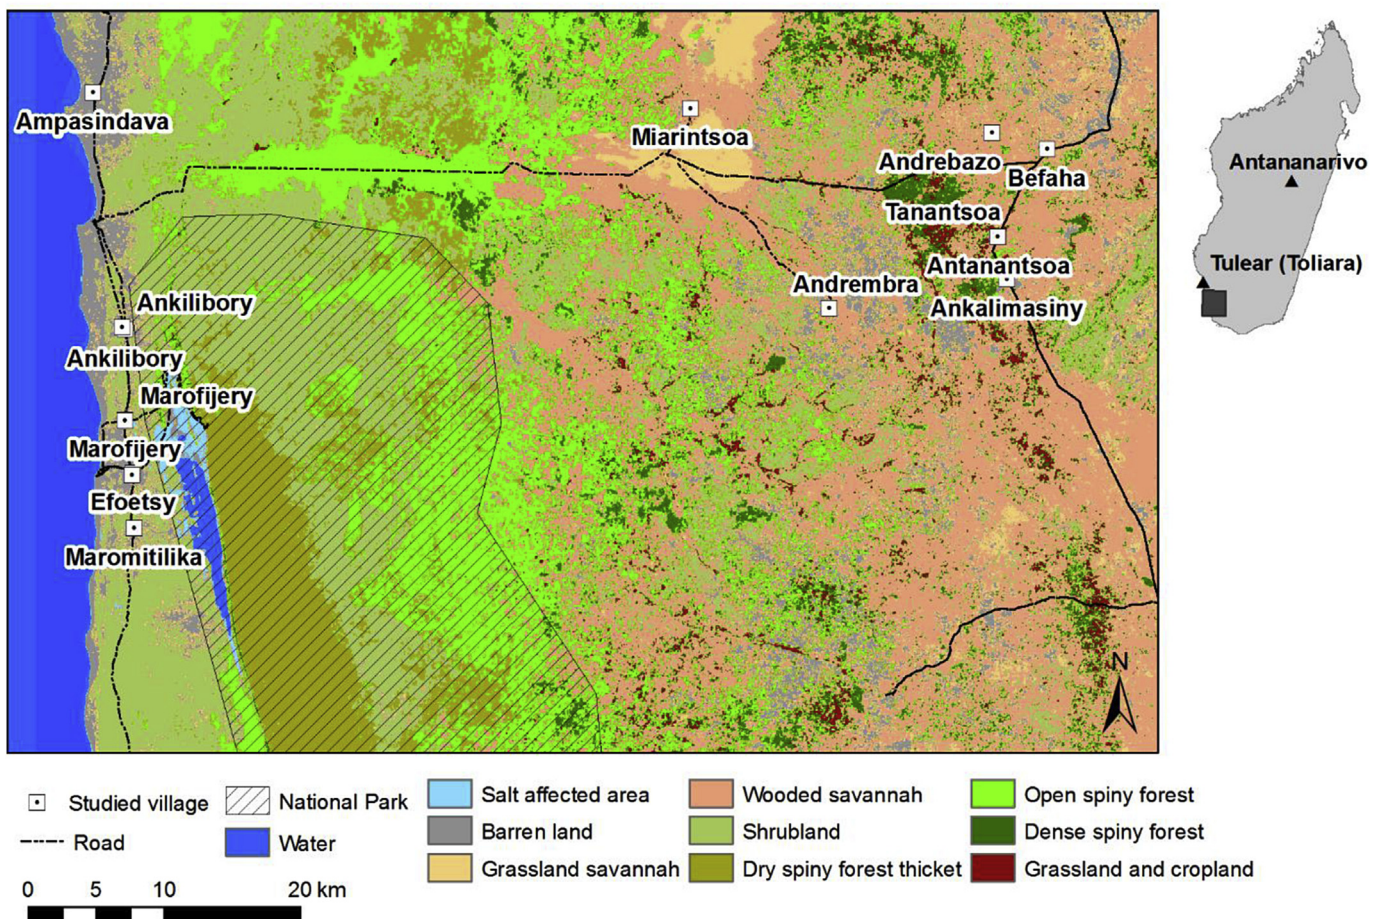 Ampasindava
Miarintsoa
Andrebazo
Befaha
Tanantsoa
Antanantsoa
Andrembra
Ankalimasiny
Ankilibory
Ankilibory
Marofijery
Marofijery
Efoetsy
Maromitilika
N
Antananarivo
Tulear (Toliara)
Studied village
National Park
Salt affected area
Wooded savannah
Open spiny forest
Road
Water
Barren land
Shrubland
Dense spiny forest
Grassland savannah
Dry spiny forest thicket
Grassland and cropland
0 5 10 20 km